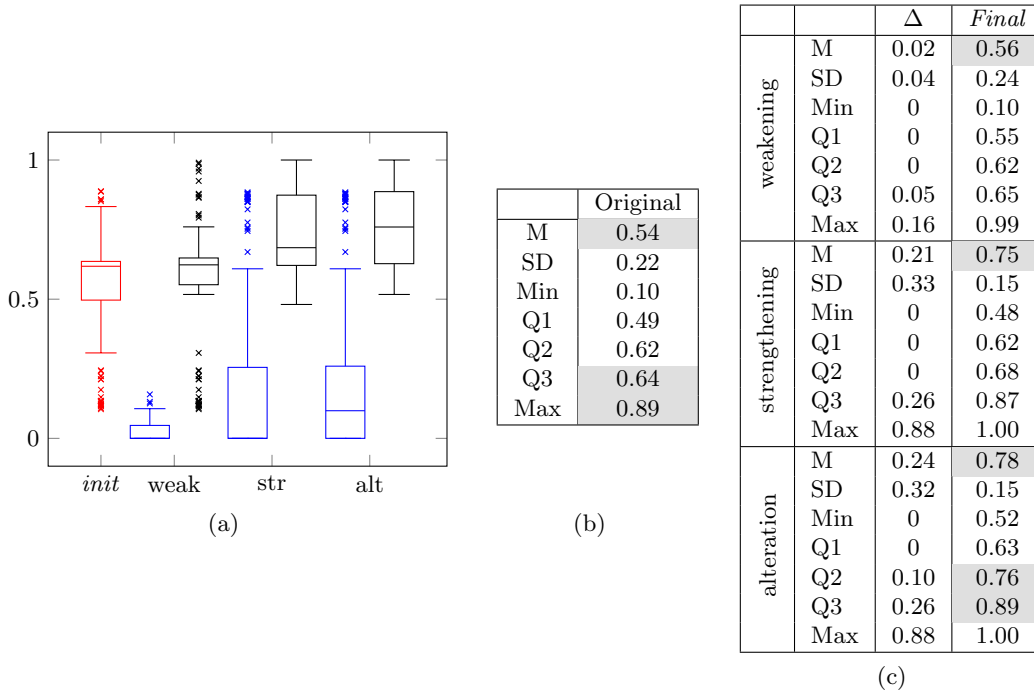 1
0.5
0
init weak str alt
(a)
Original
M 0.54
SD 0.22
Min 0.10
Q1 0.49
Q2 0.62
Q3 0.64
Max 0.89
(b)
Δ Final
weakening
M 0.02 0.56
SD 0.04 0.24
Min 0 0.10
Q1 0 0.55
Q2 0 0.62
Q3 0.05 0.65
Max 0.16 0.99
strengthening
M 0.21 0.75
SD 0.33 0.15
Min 0 0.48
Q1 0 0.62
Q2 0 0.68
Q3 0.26 0.87
Max 0.88 1.00
alteration
M 0.24 0.78
SD 0.32 0.15
Min 0 0.52
Q1 0 0.63
Q2 0.10 0.76
Q3 0.26 0.89
Max 0.88 1.00
(c)